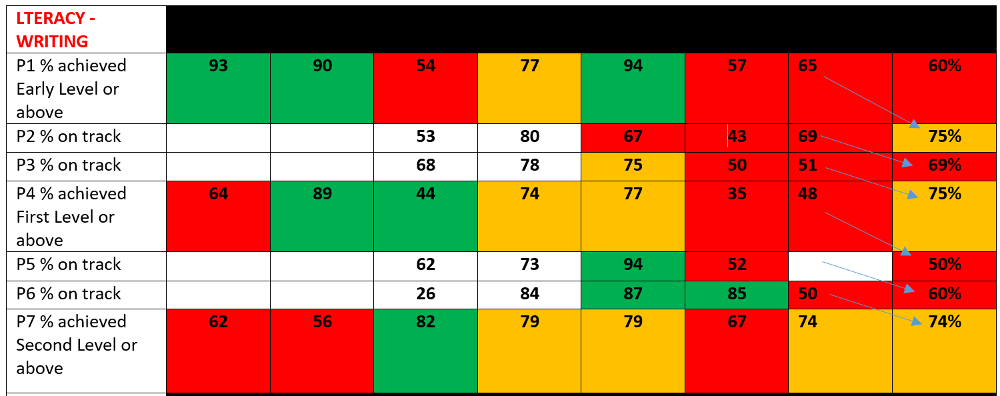 LTERACY -
WRITING
P1 % achieved 93 90 54 77 94 57 65 60%
Early Level or
above
P2 % on track 53 80 67 43 69 75%
P3 % on track 68 78 75 50 51 69%
P4 % achieved 64 89 44 74 77 35 48 75%
First Level or
above
P5 % on track 62 73 94 52 50%
P6 % on track 26 84 87 85 50 60%
P7 % achieved 62 56 82 79 79 67 74 74%
Second Level or
above